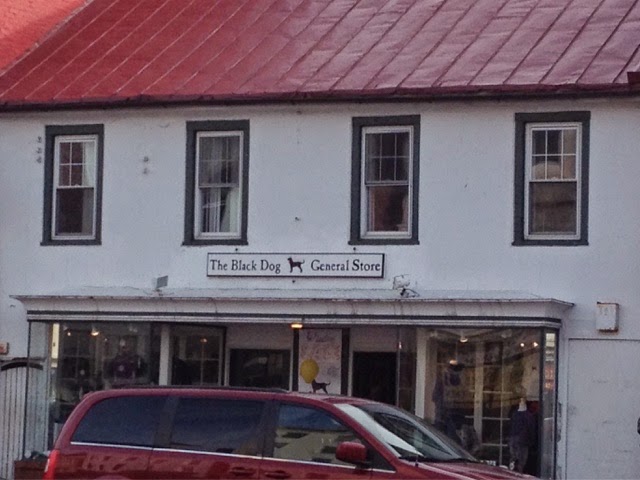 The Black Dog General Store